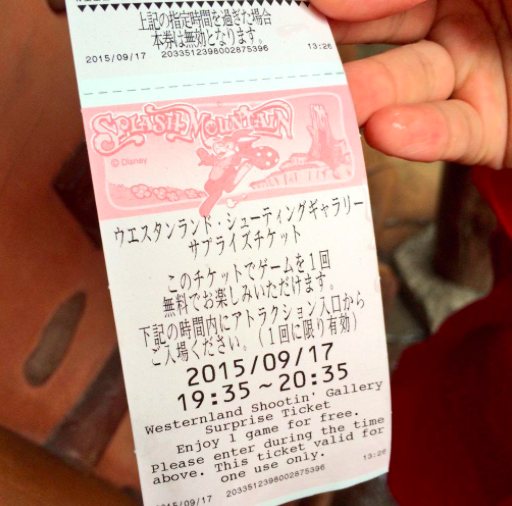 上記の指定時間を過ぎた場合
本券は無効となります。
2015/09/17 2033512398002875396 13:26
SPLASH MOUNTAIN
© Disney
ウエスタンランド・シューティングギャラリー
サプライズチケット
このチケットでゲームを1回
無料でお楽しみいただけます。
下記の時間内にアトラクション入口から
ご入場ください。(1回に限り有効)
2015/09/17
19:35~20:35
Westernland Shootin' Gallery
Surprise Ticket
Enjoy 1 game for free.
Please enter during the time
above. This ticket valid for
one use only.
2015/09/17 2033512398002875396 13:26